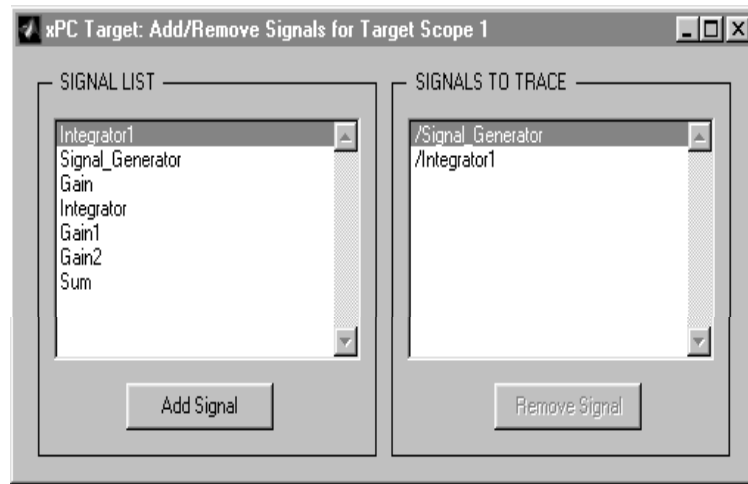 xPC Target: Add/Remove Signals for Target Scope 1
SIGNAL LIST
Integrator1
Signal_Generator
Gain
Integrator
Gain1
Gain2
Sum
Add Signal
SIGNALS TO TRACE
/Signal_Generator
/Integrator1
Remove Signal